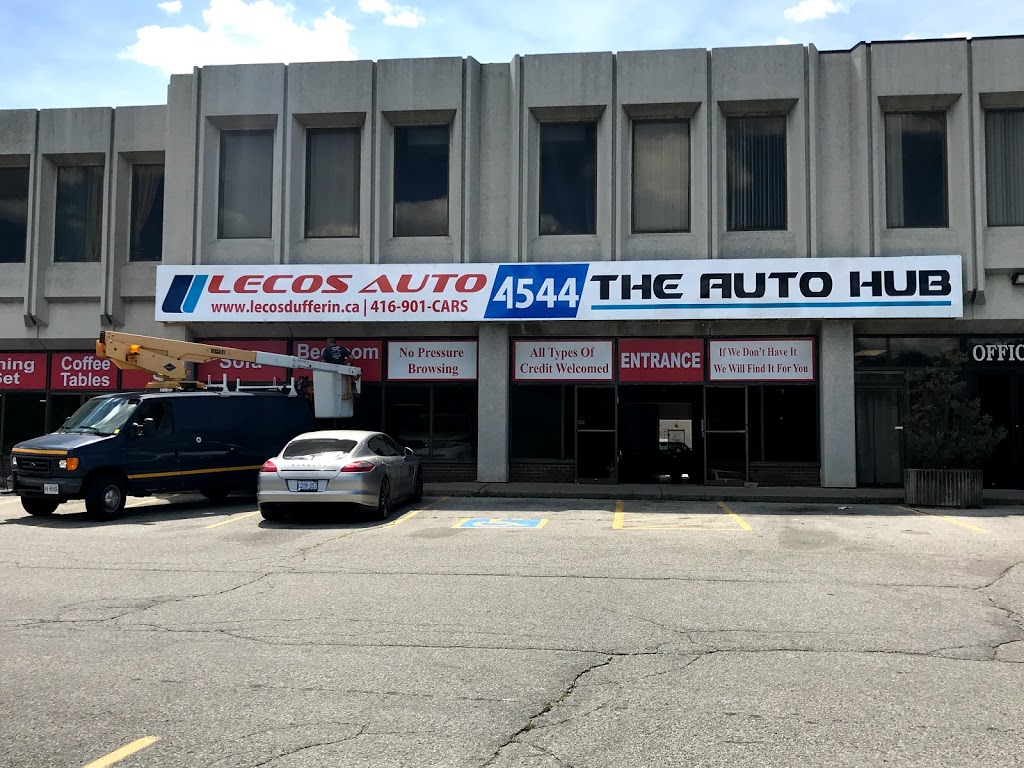 LECOS AUTO
www.lecosdufferin.ca | 416-901-CARS
4544
THE AUTO HUB
Coffee
Tables
Sofa
No Pressure
Browsing
All Types Of
Credit Welcomed
ENTRANCE
If We Don't Have It
We Will Find It For You
OFFIC